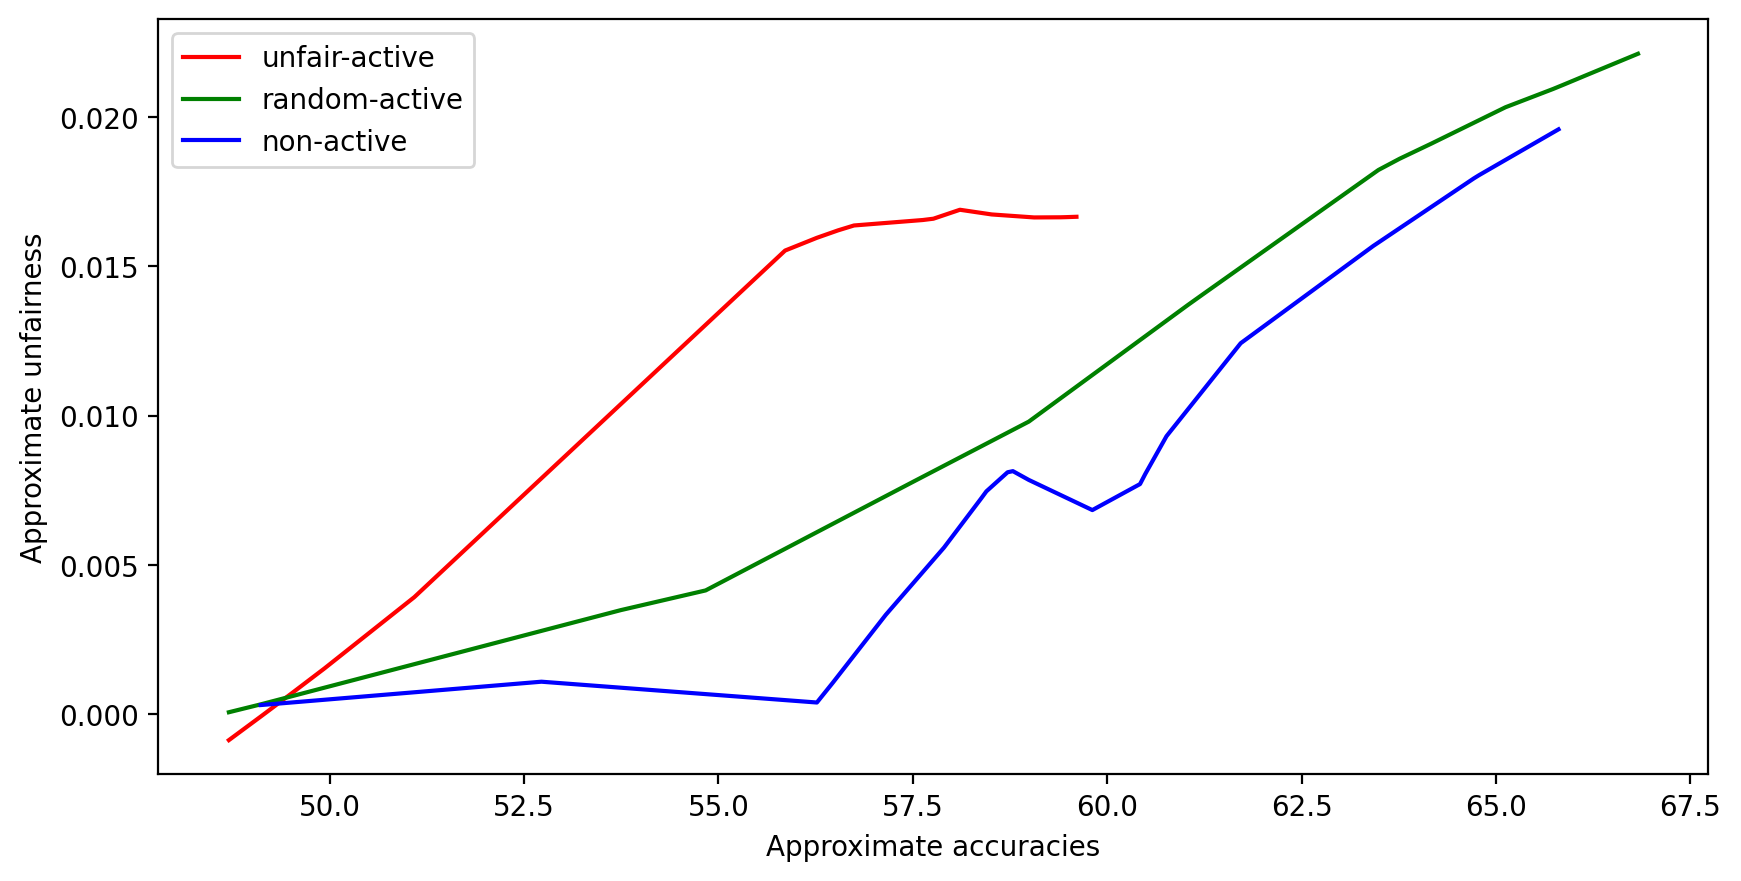 unfair-active
random-active
non-active
0.020
0.015
0.010
0.005
0.000
Approximate unfairness
50.0 52.5 55.0 57.5 60.0 62.5 65.0 67.5
Approximate accuracies